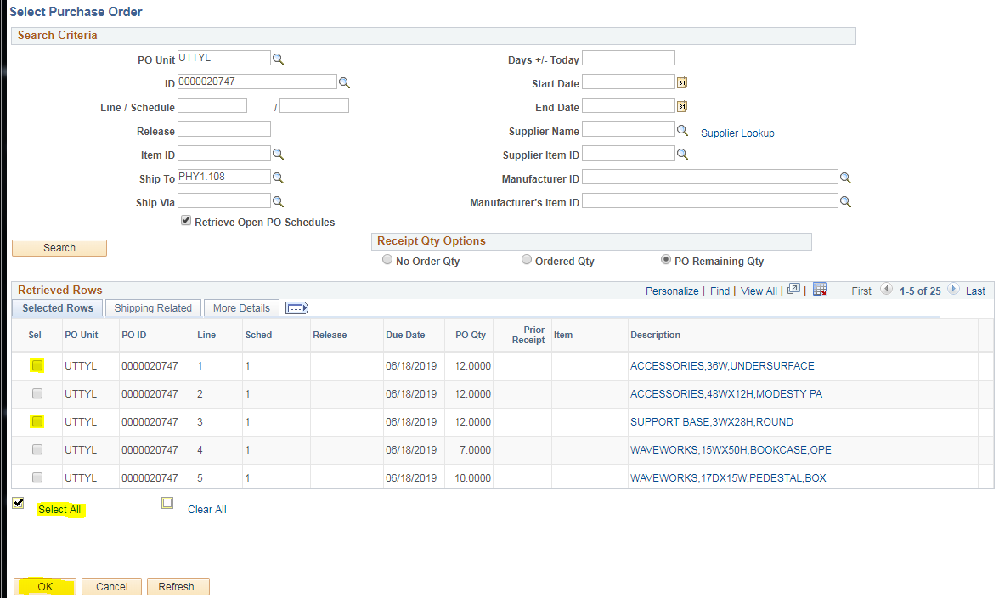 Select Purchase Order
Search Criteria
PO Unit UTTYL Days +/- Today
ID 0000020747 Start Date 31
Line / Schedule / End Date 31
Release Supplier Name Supplier Lookup
Item ID Supplier Item ID
Ship To PHY1.108 Manufacturer ID
Ship Via Manufacturer's Item ID
Retrieve Open PO Schedules
Search Receipt Qty Options
No Order Qty Ordered Qty PO Remaining Qty
Retrieved Rows Personalize | Find | View All | | First 1-5 of 25 Last
Selected Rows Shipping Related More Details
Sel PO Unit PO ID Line Sched Release Due Date PO Qty Prior Receipt Item Description
UTTYL 0000020747 1 1 06/18/2019 12.0000 ACCESSORIES,36W,UNDERSURFACE
UTTYL 0000020747 2 1 06/18/2019 12.0000 ACCESSORIES,48WX12H,MODESTY PA
UTTYL 0000020747 3 1 06/18/2019 12.0000 SUPPORT BASE,3WX28H,ROUND
UTTYL 0000020747 4 1 06/18/2019 7.0000 WAVEWORKS,15WX50H,BOOKCASE,OPE
UTTYL 0000020747 5 1 06/18/2019 10.0000 WAVEWORKS,17DX15W,PEDESTAL,BOX
Select All Clear All
OK Cancel Refresh